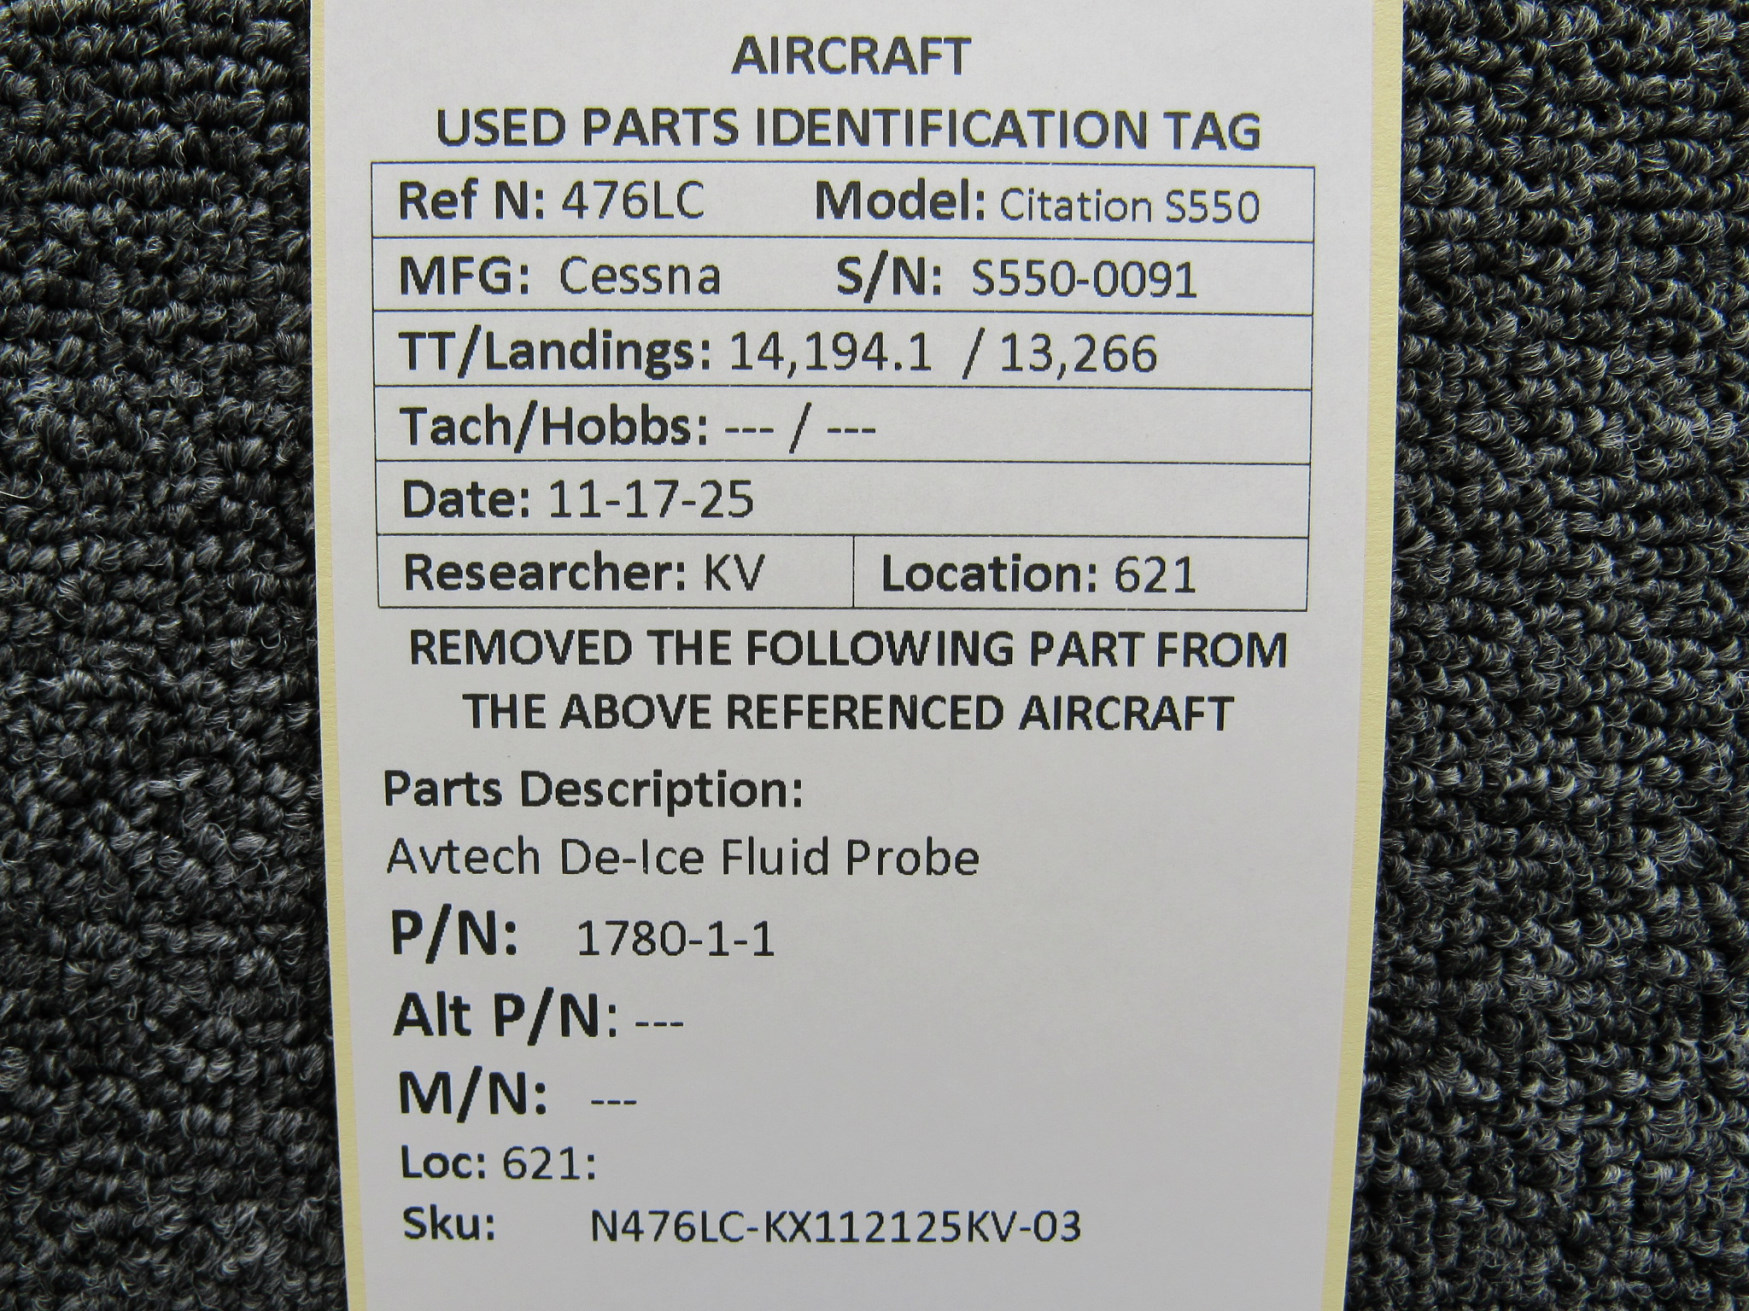 AIRCRAFT
USED PARTS IDENTIFICATION TAG
Ref N: 476LC Model: Citation S550
MFG: Cessna S/N: S550-0091
TT/Landings: 14,194.1 / 13,266
Tach/Hobbs: --- / ---
Date: 11-17-25
Researcher: KV Location: 621
REMOVED THE FOLLOWING PART FROM
THE ABOVE REFERENCED AIRCRAFT
Parts Description:
Avtech De-Ice Fluid Probe
P/N: 1780-1-1
Alt P/N: ---
M/N: ---
Loc: 621:
Sku: N476LC-KX112125KV-03